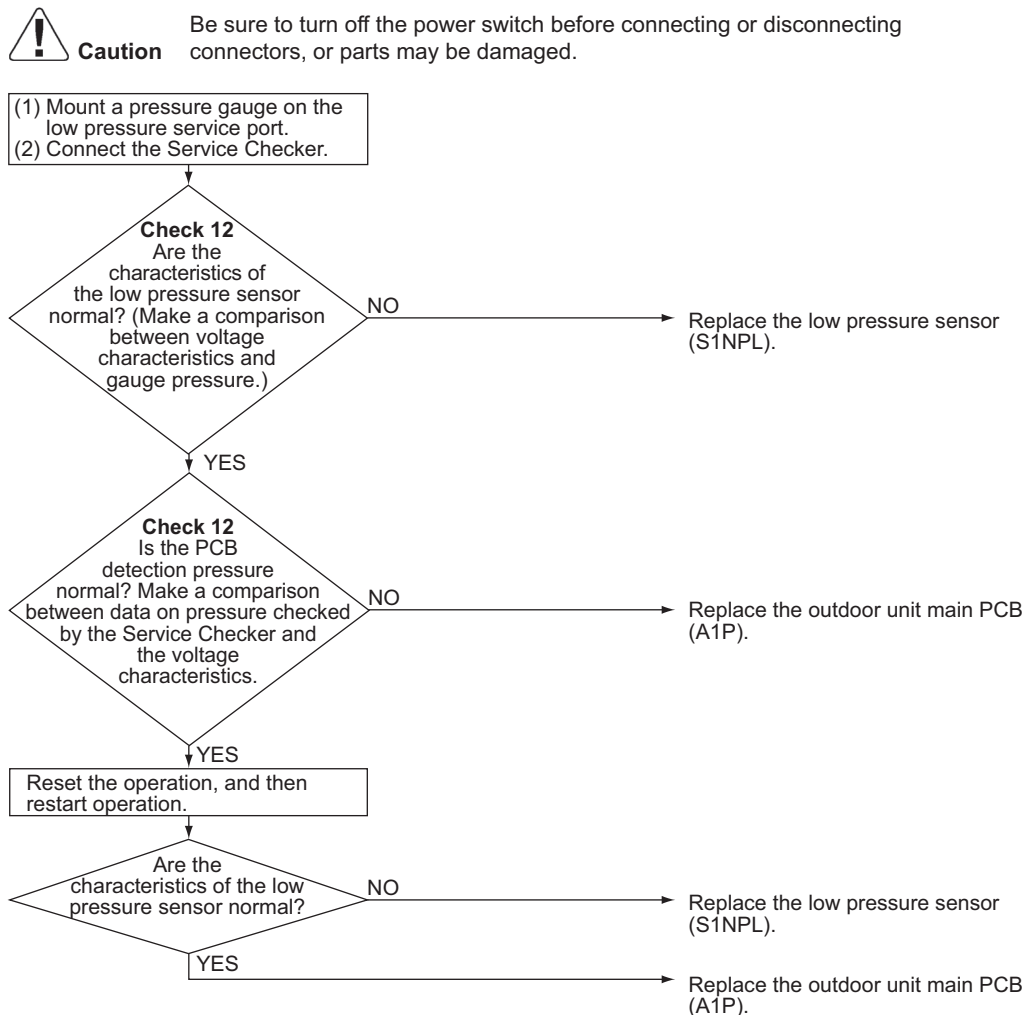 Be sure to turn off the power switch before connecting or disconnecting
Caution connectors, or parts may be damaged.
(1) Mount a pressure gauge on the
low pressure service port.
(2) Connect the Service Checker.
Check 12
Are the
characteristics of
the low pressure sensor
normal? (Make a comparison
between voltage
characteristics and
gauge pressure.)
NO
Replace the low pressure sensor
(S1NPL).
YES
Check 12
Is the PCB
detection pressure
normal? Make a comparison
between data on pressure checked
by the Service Checker and
the voltage
characteristics.
NO
Replace the outdoor unit main PCB
(A1P).
YES
Reset the operation, and then
restart operation.
Are the
characteristics of the low
pressure sensor normal?
NO
Replace the low pressure sensor
(S1NPL).
YES
Replace the outdoor unit main PCB
(A1P).